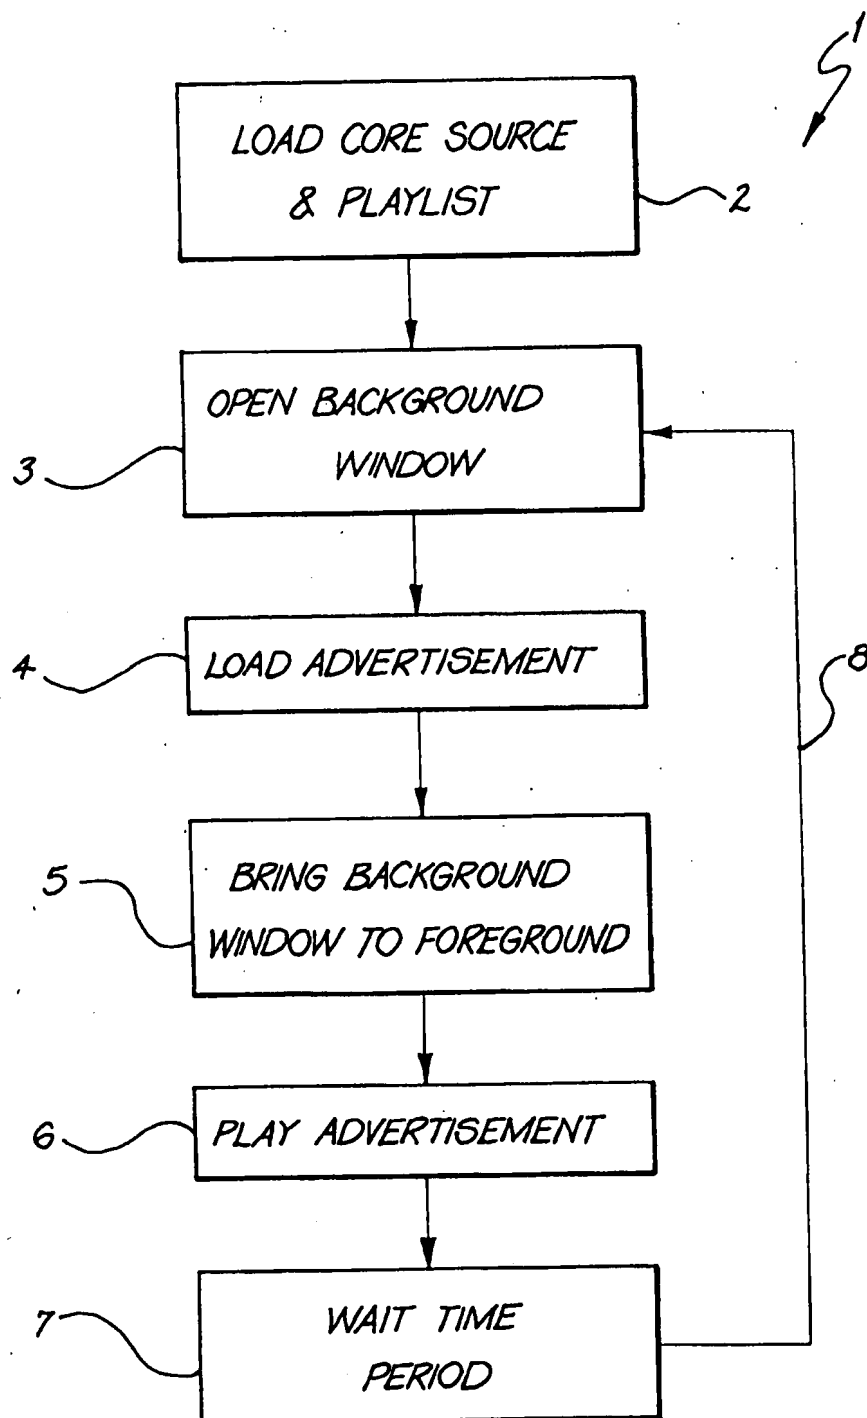 1
LOAD CORE SOURCE
& PLAYLIST
2
OPEN BACKGROUND
WINDOW
3
LOAD ADVERTISEMENT
4
8
BRING BACKGROUND
WINDOW TO FOREGROUND
5
PLAY ADVERTISEMENT
6
WAIT TIME
PERIOD
7